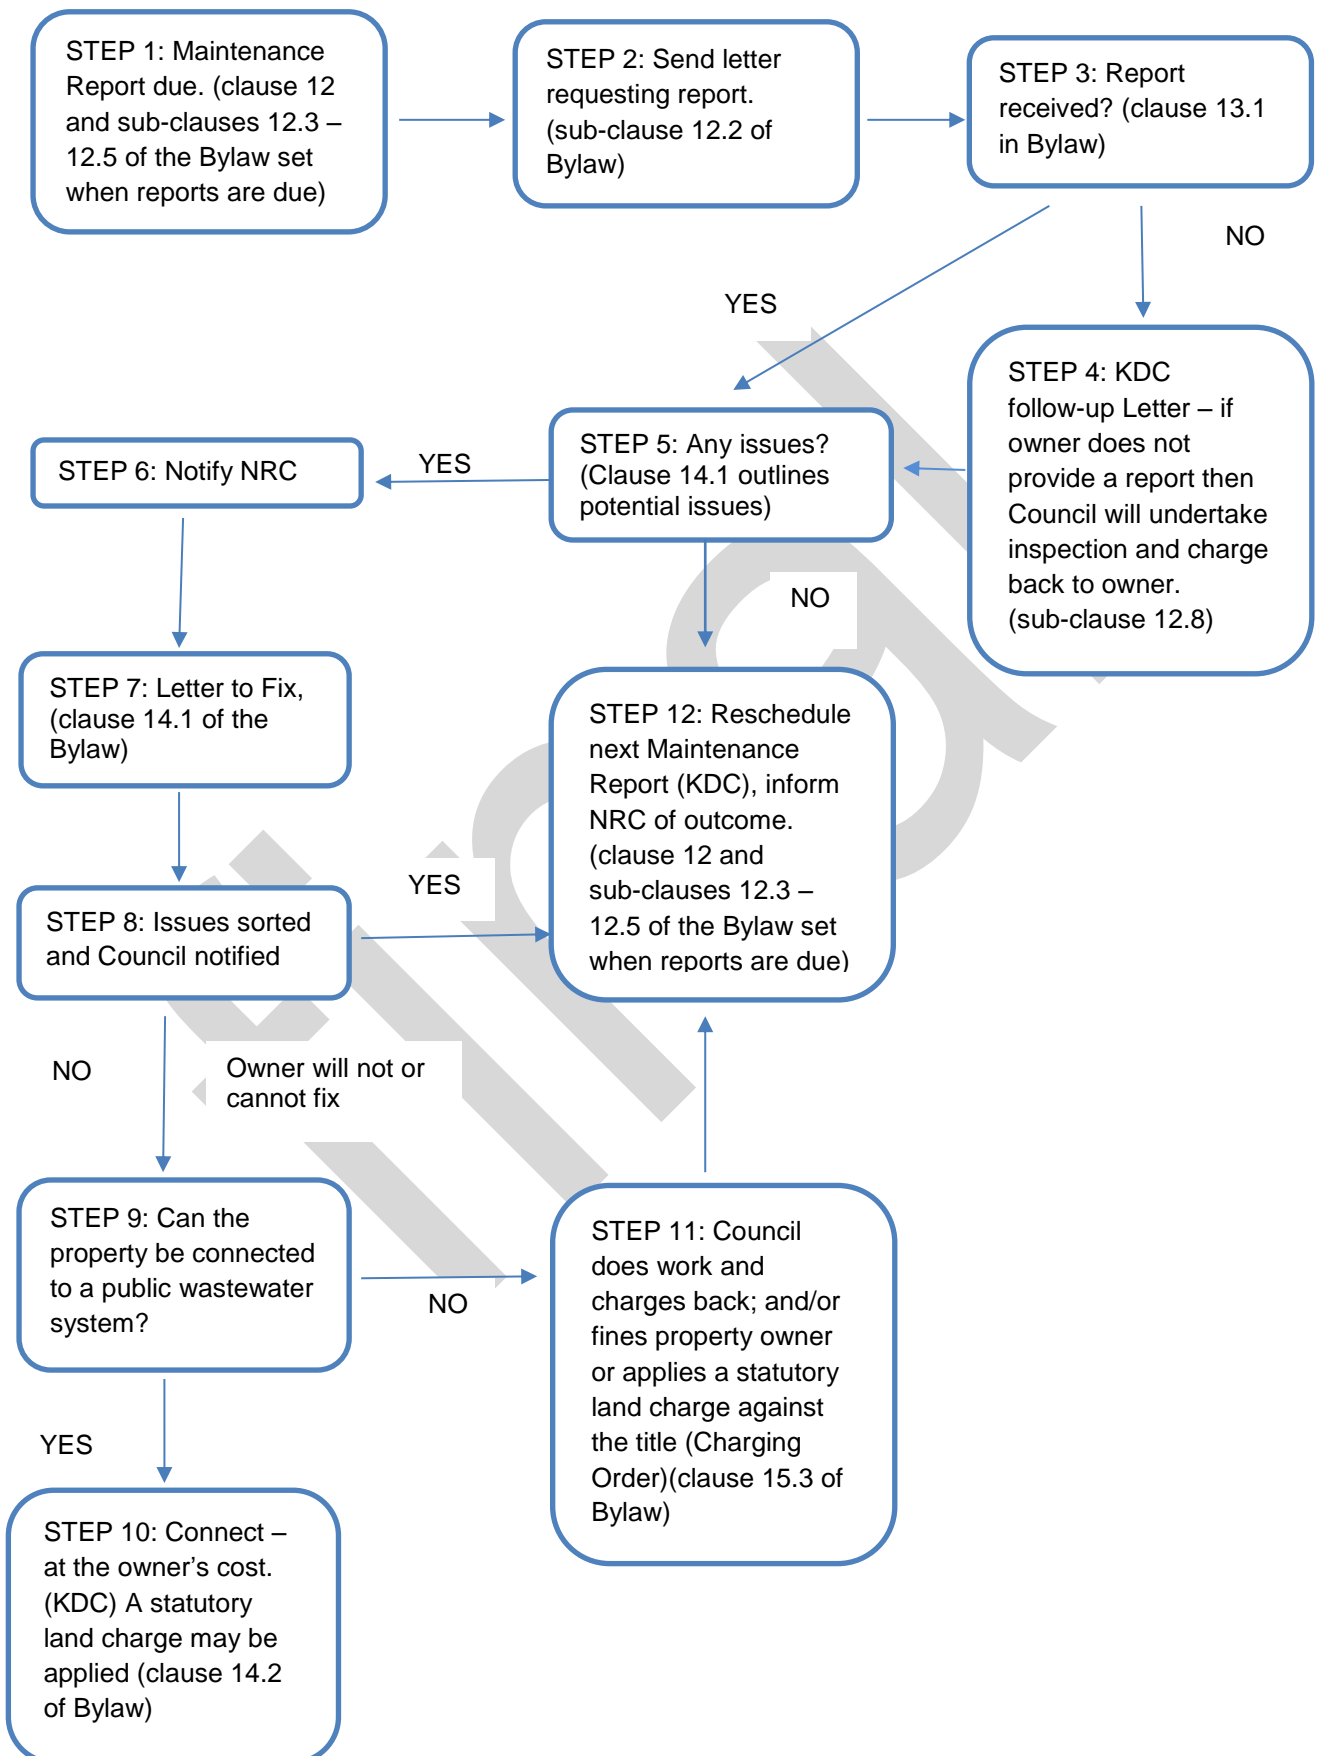 STEP 1: Maintenance
Report due. (clause 12
and sub-clauses 12.3 –
12.5 of the Bylaw set
when reports are due)
STEP 2: Send letter
requesting report.
(sub-clause 12.2 of
Bylaw)
STEP 3: Report
received? (clause 13.1
in Bylaw)
NO
YES
STEP 4: KDC
follow-up Letter – if
owner does not
provide a report then
Council will undertake
inspection and charge
back to owner.
(sub-clause 12.8)
STEP 5: Any issues?
(Clause 14.1 outlines
potential issues)
YES
STEP 6: Notify NRC
NO
STEP 7: Letter to Fix,
(clause 14.1 of the
Bylaw)
STEP 12: Reschedule
next Maintenance
Report (KDC), inform
NRC of outcome.
(clause 12 and
sub-clauses 12.3 –
12.5 of the Bylaw set
when reports are due)
YES
STEP 8: Issues sorted
and Council notified
NO
Owner will not or
cannot fix
STEP 9: Can the
property be connected
to a public wastewater
system?
NO
STEP 11: Council
does work and
charges back; and/or
fines property owner
or applies a statutory
land charge against
the title (Charging
Order)(clause 15.3 of
Bylaw)
YES
STEP 10: Connect –
at the owner’s cost.
(KDC) A statutory
land charge may be
applied (clause 14.2
of Bylaw)
final